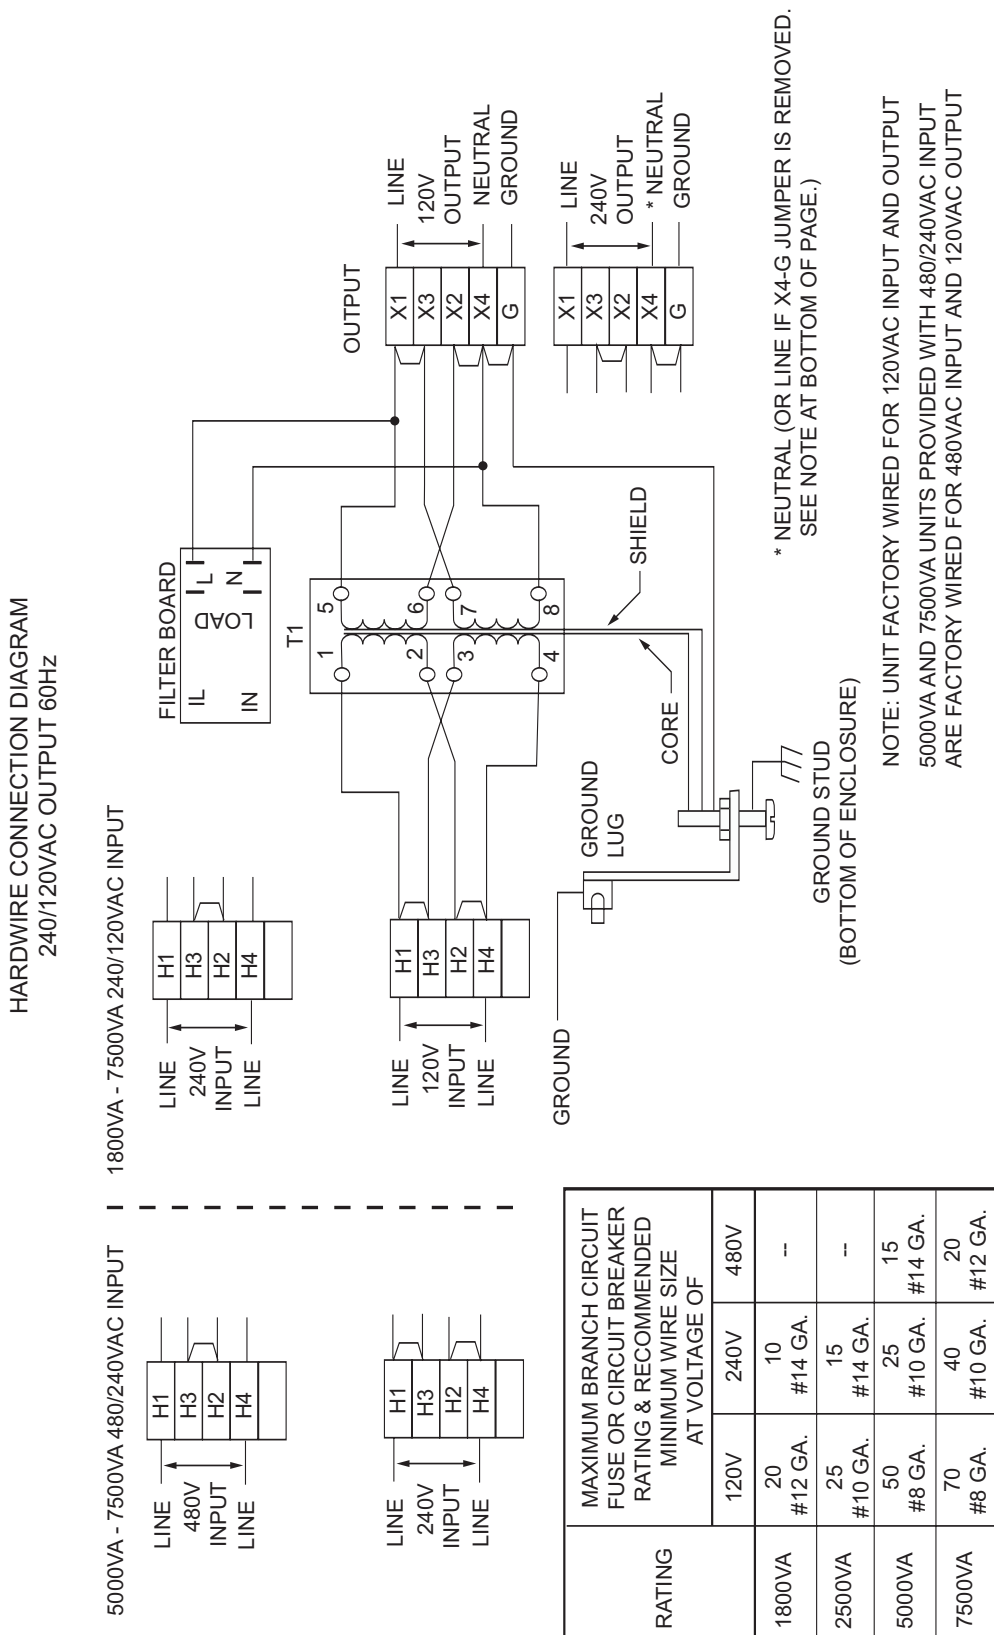 HARDWIRE CONNECTION DIAGRAM
240/120VAC OUTPUT 60Hz
5000VA - 7500VA 480/240VAC INPUT
LINE
480V
INPUT
LINE
H1
H3
H2
H4
LINE
240V
INPUT
LINE
H1
H3
H2
H4
1800VA - 7500VA 240/120VAC INPUT
LINE
240V
INPUT
LINE
H1
H3
H2
H4
LINE
120V
INPUT
LINE
H1
H3
H2
H4
FILTER BOARD
IL
IN
LOAD
L
N
T1
1
2
3
4
5
6
7
8
OUTPUT
X1
X3
X2
X4
G
LINE
120V
OUTPUT
NEUTRAL
GROUND
X1
X3
X2
X4
G
LINE
240V
OUTPUT
* NEUTRAL
GROUND
SHIELD
CORE
GROUND
GROUND
LUG
GROUND STUD
(BOTTOM OF ENCLOSURE)
* NEUTRAL (OR LINE IF X4-G JUMPER IS REMOVED.
SEE NOTE AT BOTTOM OF PAGE.)
NOTE: UNIT FACTORY WIRED FOR 120VAC INPUT AND OUTPUT
5000VA AND 7500VA UNITS PROVIDED WITH 480/240VAC INPUT
ARE FACTORY WIRED FOR 480VAC INPUT AND 120VAC OUTPUT
RATING
MAXIMUM BRANCH CIRCUIT
FUSE OR CIRCUIT BREAKER
RATING & RECOMMENDED
MINIMUM WIRE SIZE
AT VOLTAGE OF
120V 240V 480V
1800VA 20 #12 GA. 10 #14 GA. --
2500VA 25 #10 GA. 15 #14 GA. --
5000VA 50 #8 GA. 25 #10 GA. 15 #14 GA.
7500VA 70 #8 GA. 40 #10 GA. 20 #12 GA.